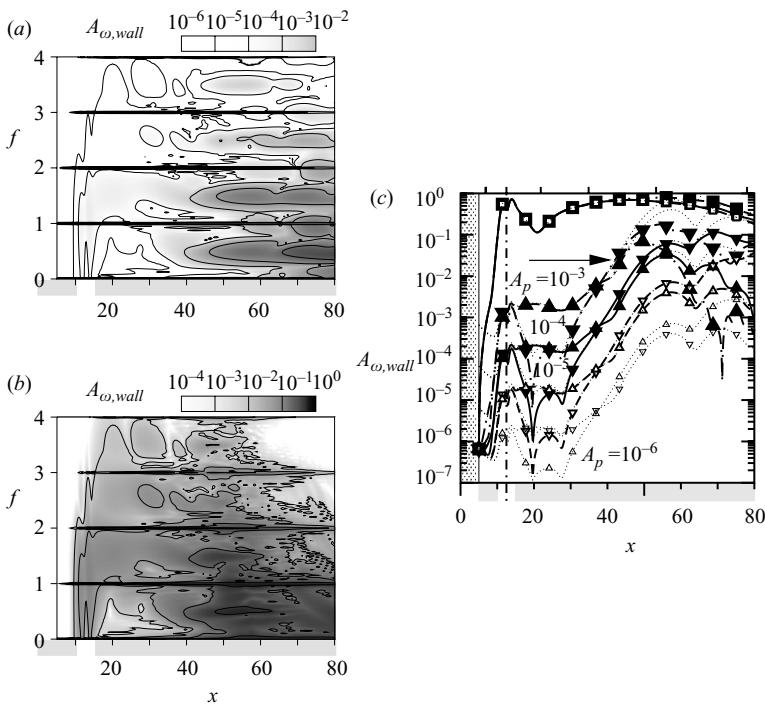 (a)
A_{ω,wall}
10^{−6} 10^{−5} 10^{−4} 10^{−3} 10^{−2}
4
3
f
2
1
0
20 40 60 80
(b)
A_{ω,wall}
10^{−4} 10^{−3} 10^{−2} 10^{−1} 10^{0}
4
3
f
2
1
0
20 40 60 80
x
(c)
10^{0}
10^{−1}
10^{−2}
10^{−3}
A_{ω,wall}
10^{−4}
10^{−5}
10^{−6}
10^{−7}
A_p = 10^{−3}
10^{−4}
10^{−5}
A_p = 10^{−6}
0 20 40 60 80
x